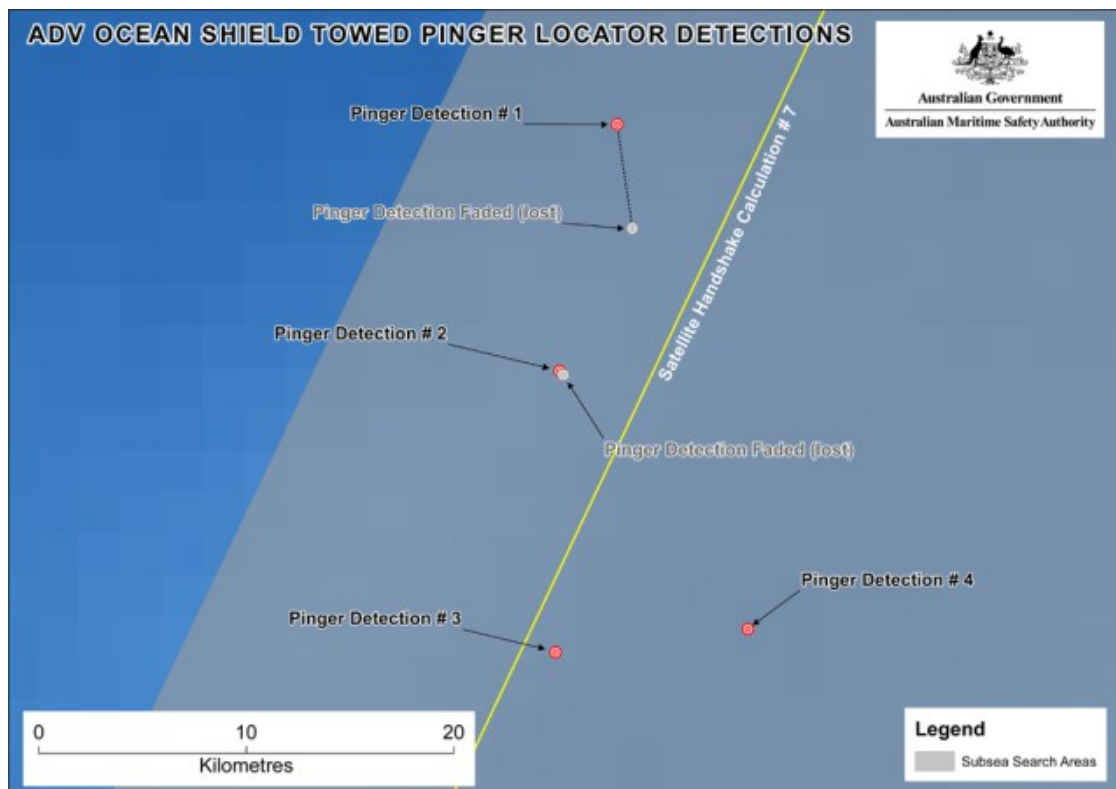 ADV OCEAN SHIELD TOWED PINGER LOCATOR DETECTIONS
Australian Government
Australian Maritime Safety Authority
Pinger Detection # 1
Pinger Detection Faded (lost)
Satellite Handshake Calculation # 7
Pinger Detection # 2
Pinger Detection Faded (lost)
Pinger Detection # 4
Pinger Detection # 3
0 10 20
Kilometres
Legend
Subsea Search Areas